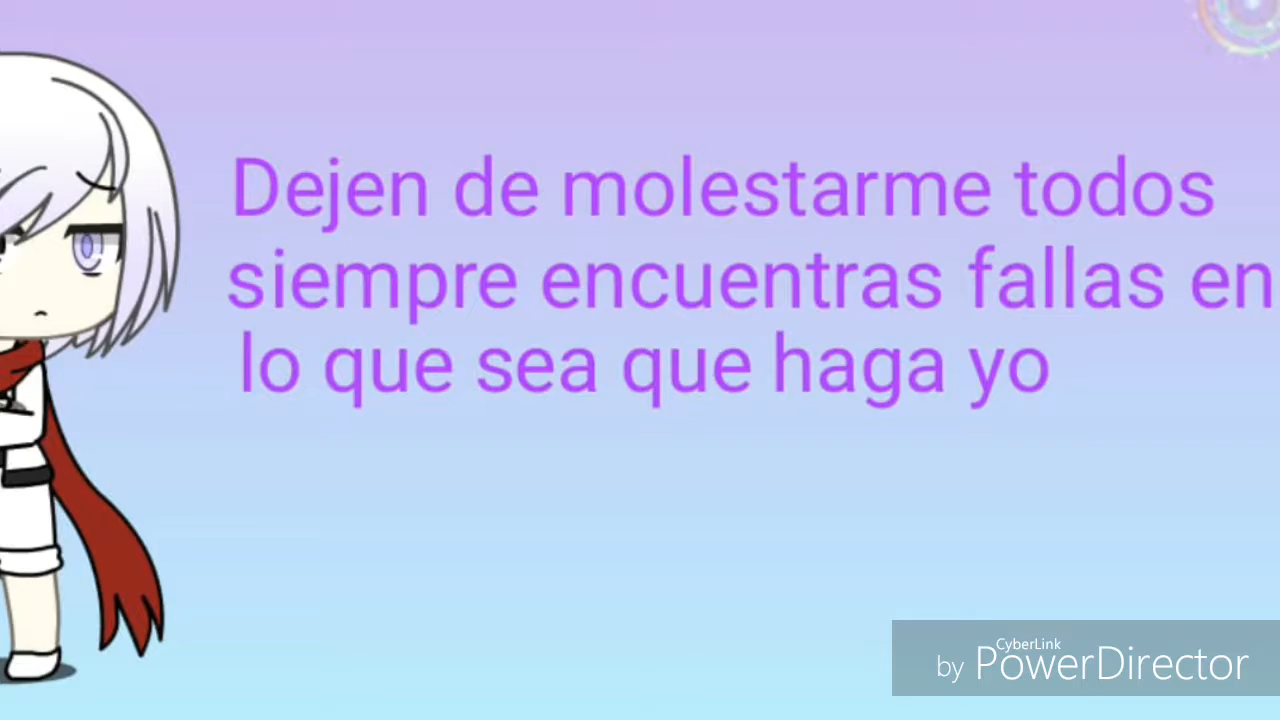 Dejen de molestarme todos
siempre encuentras fallas en
lo que sea que haga yo
CyberLink
by PowerDirector